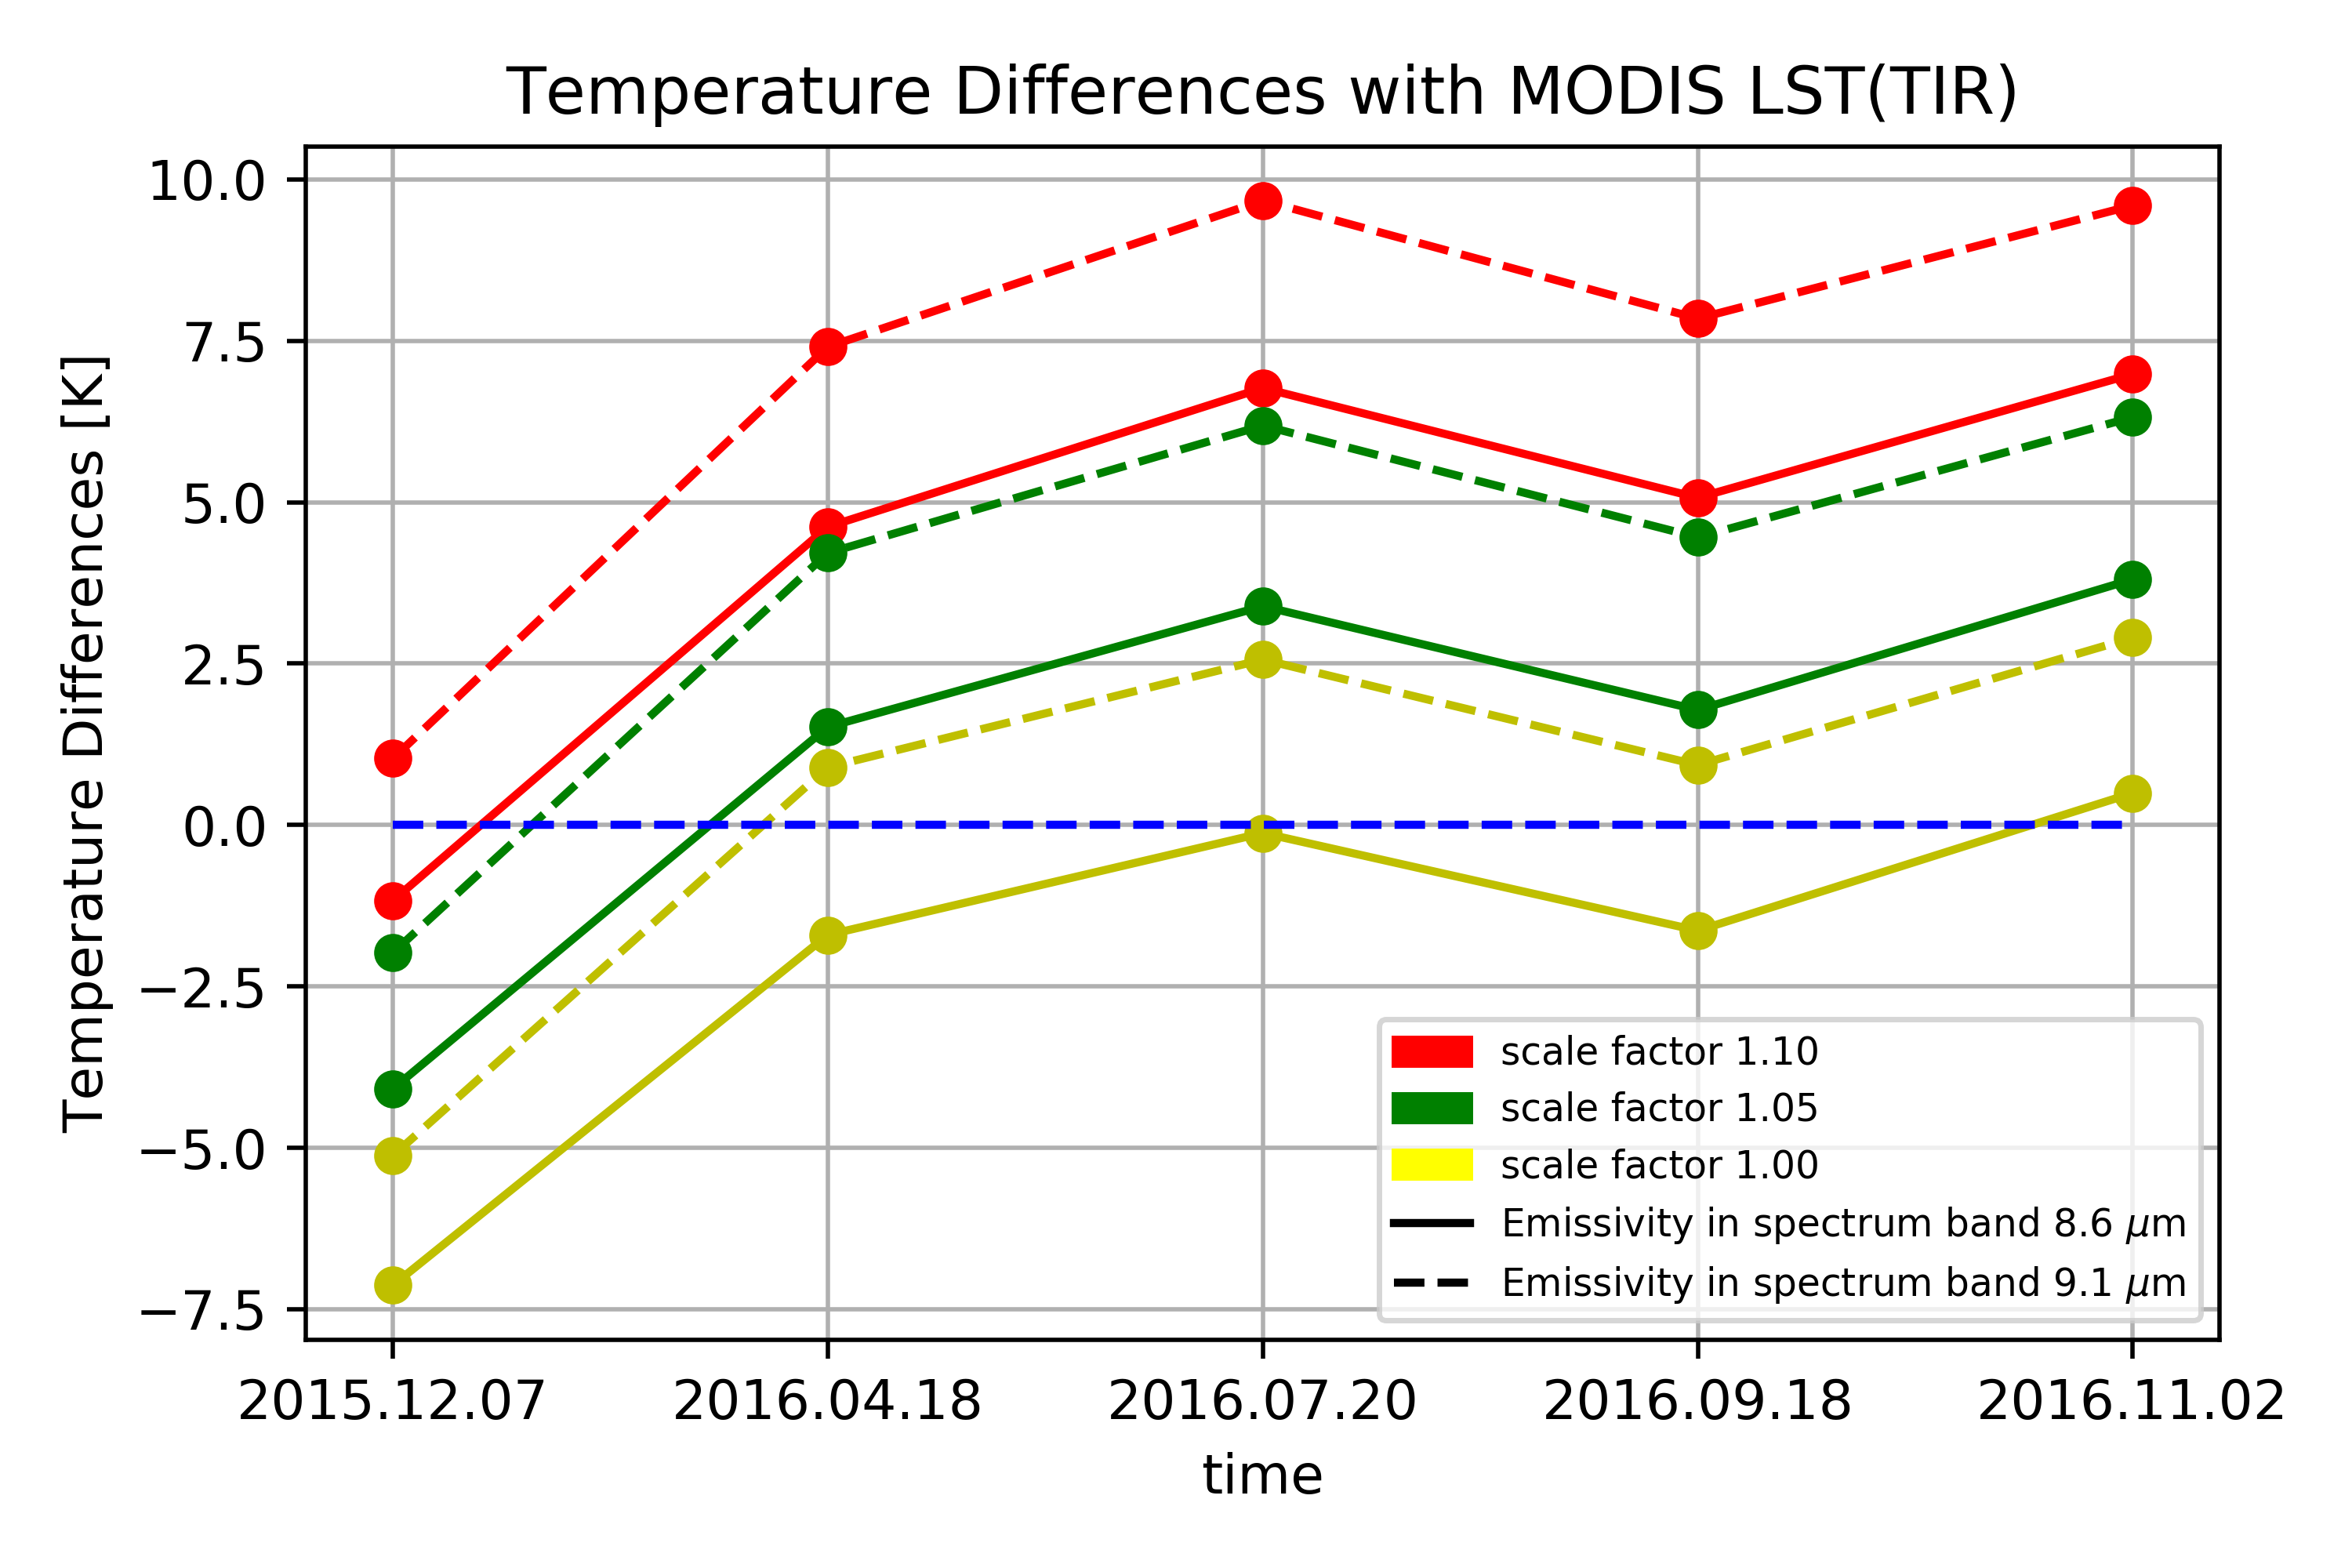 Temperature Differences with MODIS LST(TIR)
Temperature Differences [K]
10.0
7.5
5.0
2.5
0.0
−2.5
−5.0
−7.5
scale factor 1.10
scale factor 1.05
scale factor 1.00
Emissivity in spectrum band 8.6 μm
Emissivity in spectrum band 9.1 μm
2015.12.07 2016.04.18 2016.07.20 2016.09.18 2016.11.02
time